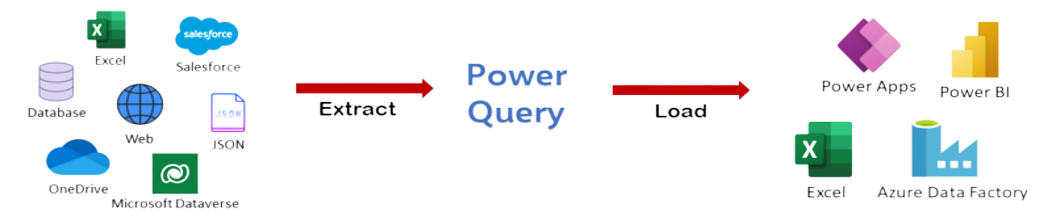 Excel
salesforce
Salesforce
Database
Web
JSON
JSON
OneDrive
Microsoft Dataverse
Extract
Power
Query
Load
Power Apps
Power BI
X
Excel
Azure Data Factory